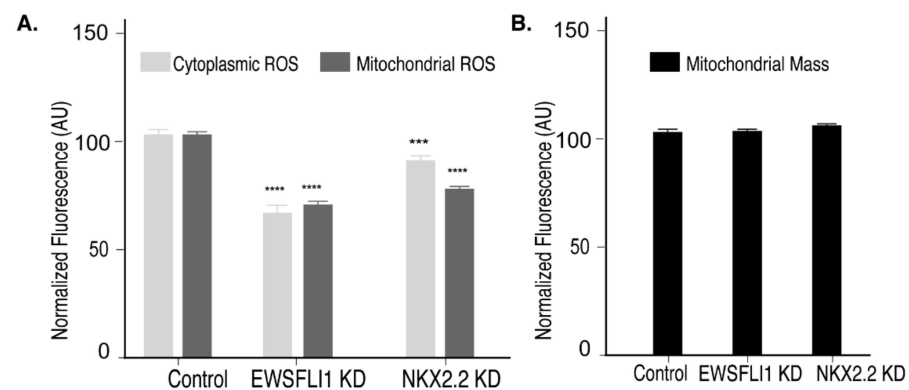 A.
150
Cytoplasmic ROS
Mitochondrial ROS
Normalized Fluorescence (AU)
100
50
0
****
****
***
****
Control
EWSFLI1 KD
NKX2.2 KD
B.
150
Mitochondrial Mass
Normalized Fluorescence (AU)
100
50
0
Control
EWSFLI1 KD
NKX2.2 KD